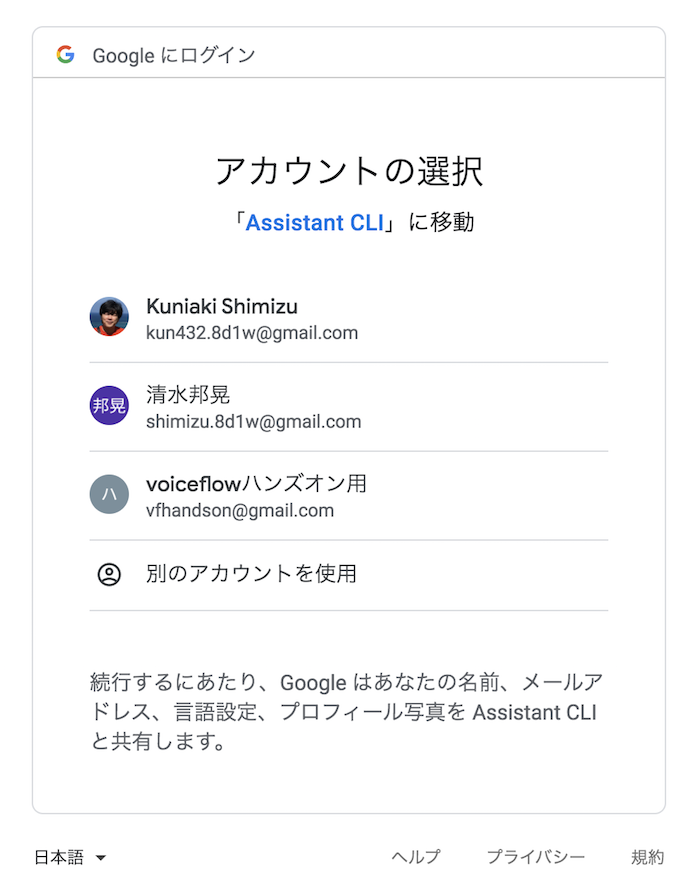 Google にログイン
アカウントの選択
「Assistant CLI」に移動
Kuniaki Shimizu
kun432.8d1w@gmail.com
邦晃
清水邦晃
shimizu.8d1w@gmail.com
ハ
voiceflowハンズオン用
vfhandson@gmail.com
別のアカウントを使用
続行するにあたり、Google はあなたの名前、メールア
ドレス、言語設定、プロフィール写真を Assistant CLI
と共有します。
日本語
ヘルプ
プライバシー
規約